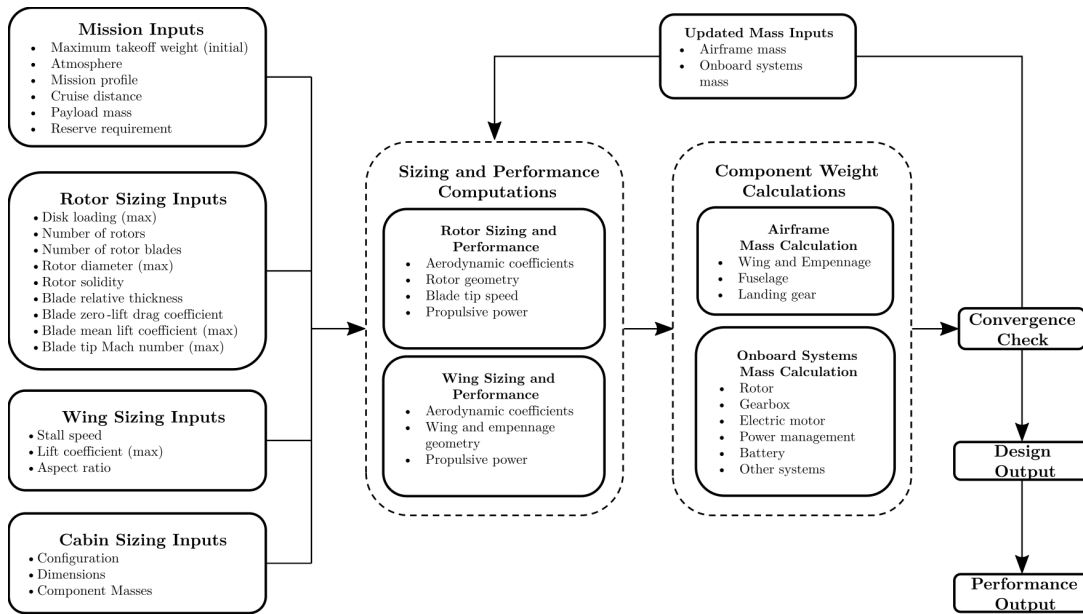 Mission Inputs
• Maximum takeoff weight (initial)
• Atmosphere
• Mission profile
• Cruise distance
• Payload mass
• Reserve requirement
Rotor Sizing Inputs
• Disk loading (max)
• Number of rotors
• Number of rotor blades
• Rotor diameter (max)
• Rotor solidity
• Blade relative thickness
• Blade zero-lift drag coefficient
• Blade mean lift coefficient (max)
• Blade tip Mach number (max)
Wing Sizing Inputs
• Stall speed
• Lift coefficient (max)
• Aspect ratio
Cabin Sizing Inputs
• Configuration
• Dimensions
• Component Masses
Updated Mass Inputs
• Airframe mass
• Onboard systems
mass
Sizing and Performance
Computations
Rotor Sizing and
Performance
• Aerodynamic coefficients
• Rotor geometry
• Blade tip speed
• Propulsive power
Wing Sizing and
Performance
• Aerodynamic coefficients
• Wing and empennage
geometry
• Propulsive power
Component Weight
Calculations
Airframe
Mass Calculation
• Wing and Empennage
• Fuselage
• Landing gear
Onboard Systems
Mass Calculation
• Rotor
• Gearbox
• Electric motor
• Power management
• Battery
• Other systems
Convergence
Check
Design
Output
Performance
Output